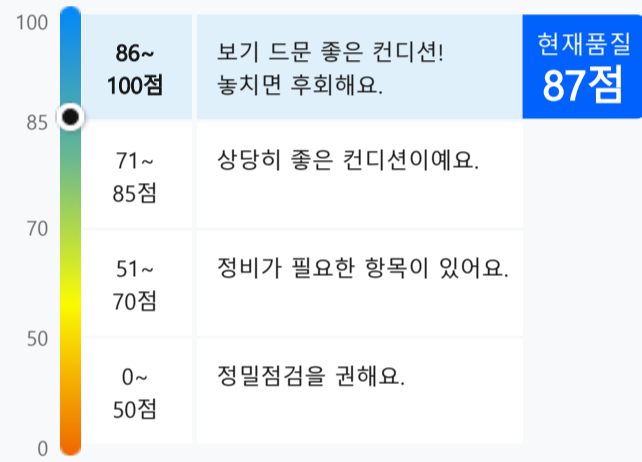 100
86~
100점
보기 드문 좋은 컨디션!
놓치면 후회해요.
현재품질
87점
85
71~
85점
상당히 좋은 컨디션이예요.
70
51~
70점
정비가 필요한 항목이 있어요.
50
0~
50점
정밀점검을 권해요.
0